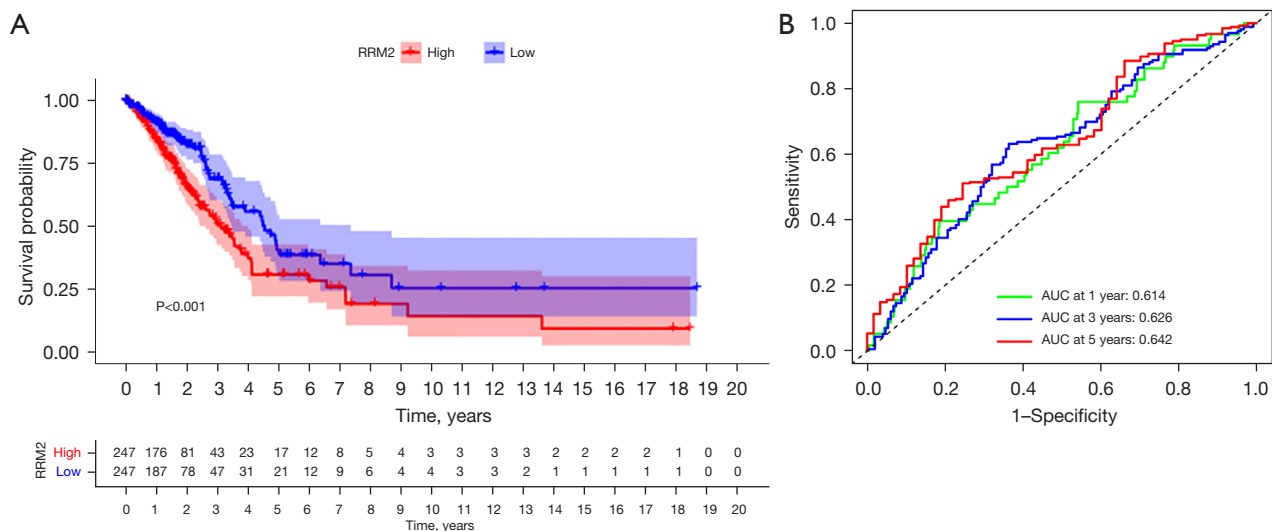 A
RRM2 High Low
Survival probability
1.00
0.75
0.50
0.25
0.00
P<0.001
0 1 2 3 4 5 6 7 8 9 10 11 12 13 14 15 16 17 18 19 20
Time, years
RRM2
High 247 176 81 43 23 17 12 8 5 4 3 3 3 3 2 2 2 2 1 0 0
Low 247 187 78 47 31 21 12 9 6 4 4 3 3 2 1 1 1 1 1 0 0
0 1 2 3 4 5 6 7 8 9 10 11 12 13 14 15 16 17 18 19 20
Time, years
B
Sensitivity
1.0
0.8
0.6
0.4
0.2
0.0
AUC at 1 year: 0.614
AUC at 3 years: 0.626
AUC at 5 years: 0.642
0.0 0.2 0.4 0.6 0.8 1.0
1–Specificity